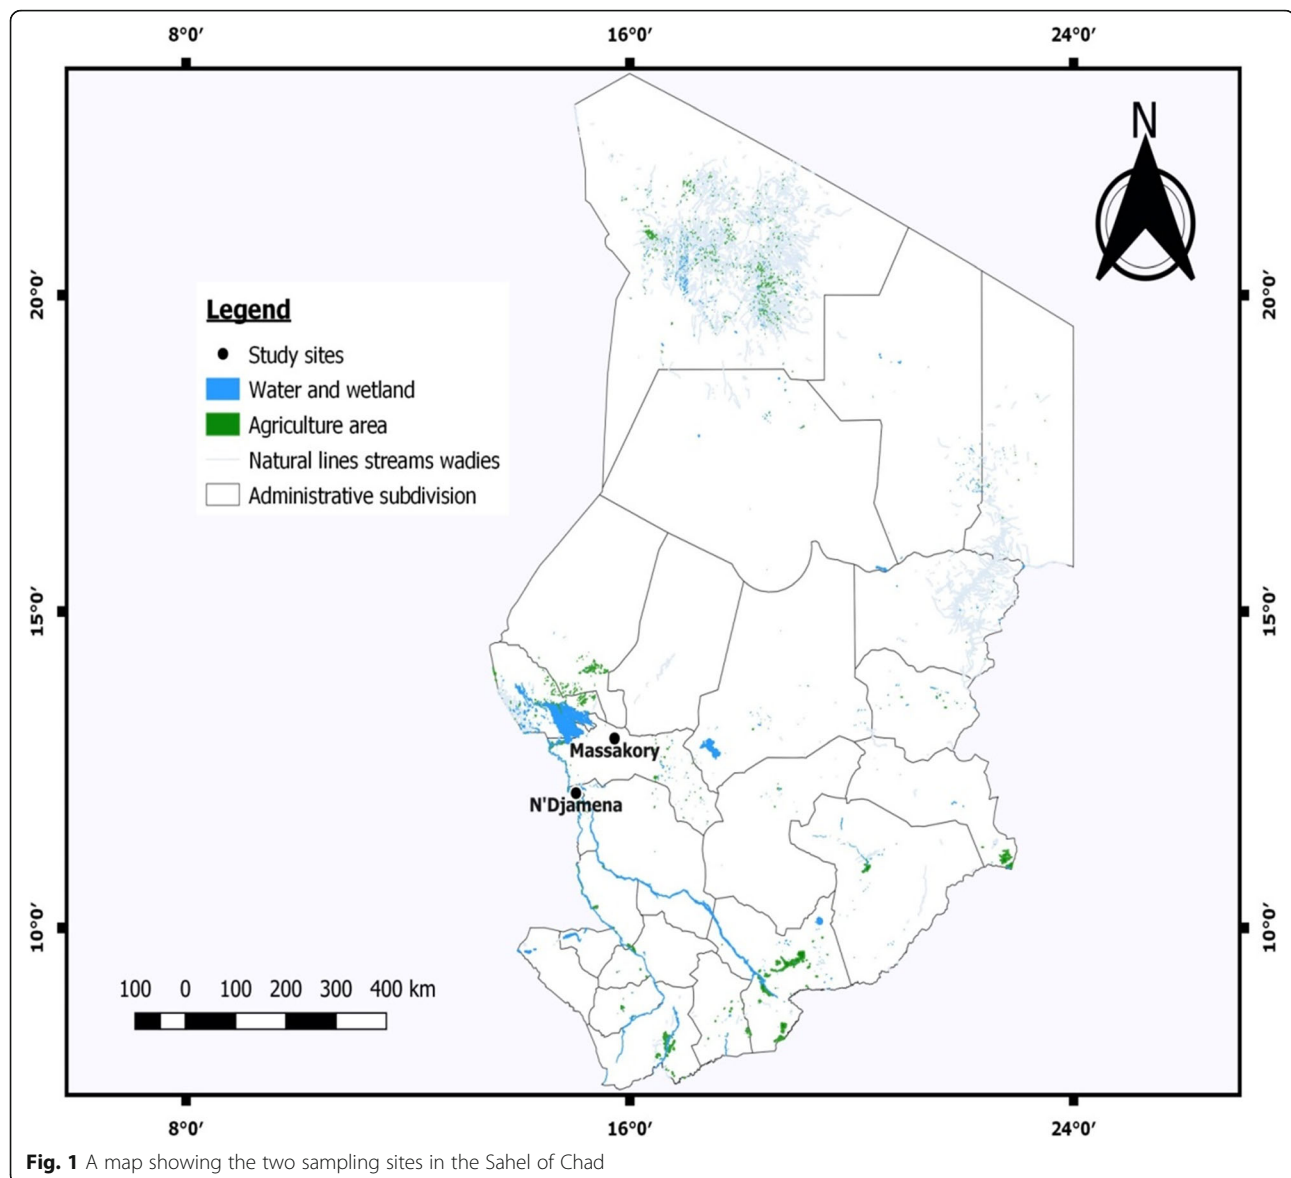 8°0′ 16°0′ 24°0′
N
20°0′ 20°0′
Legend
Study sites
Water and wetland
Agriculture area
Natural lines streams wadies
Administrative subdivision
15°0′ 15°0′
Massakory
N'Djamena
10°0′ 10°0′
100 0 100 200 300 400 km
8°0′ 16°0′ 24°0′
Fig. 1 A map showing the two sampling sites in the Sahel of Chad